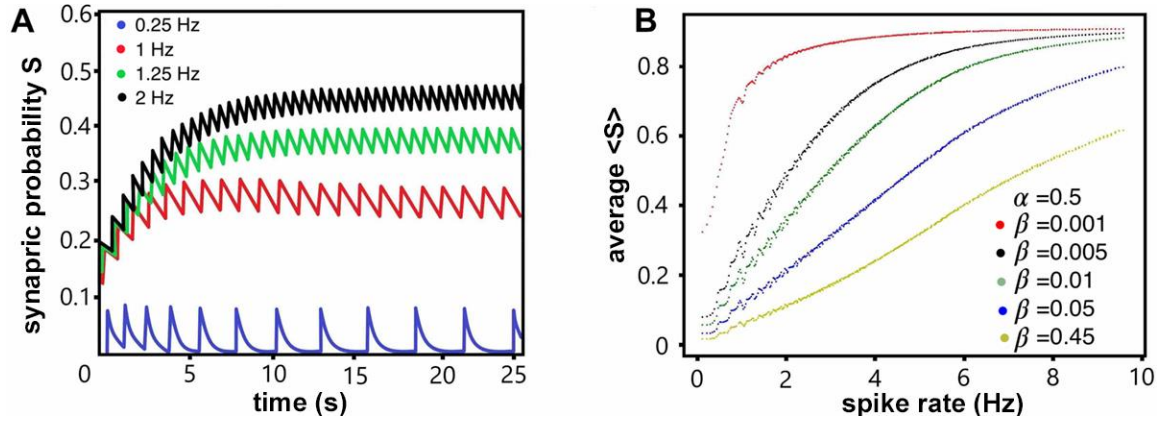 A
0.6
0.5
0.4
0.3
0.2
0.1
0
5
10
15
20
25
synapric probability S
time (s)
0.25 Hz
1 Hz
1.25 Hz
2 Hz
B
0.8
0.6
0.4
0.2
0
0
2
4
6
8
10
average <S>
spike rate (Hz)
α =0.5
β =0.001
β =0.005
β =0.01
β =0.05
β =0.45